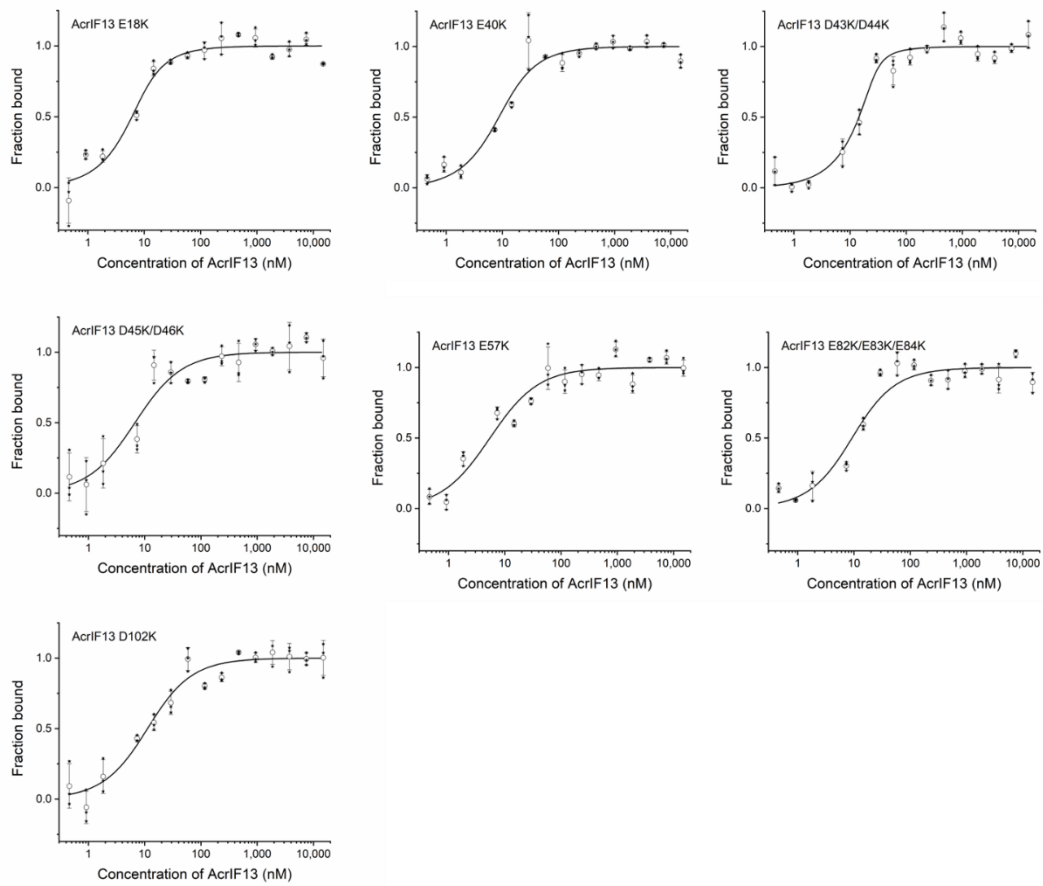 AcrIF13 E18K
1.0
0.5
0.0
Fraction bound
1 10 100 1,000 10,000
Concentration of AcrIF13 (nM)
AcrIF13 E40K
1.0
0.5
0.0
Fraction bound
1 10 100 1,000 10,000
Concentration of AcrIF13 (nM)
AcrIF13 D43K/D44K
1.0
0.5
0.0
Fraction bound
1 10 100 1,000 10,000
Concentration of AcrIF13 (nM)
AcrIF13 D45K/D46K
1.0
0.5
0.0
Fraction bound
1 10 100 1,000 10,000
Concentration of AcrIF13 (nM)
AcrIF13 E57K
1.0
0.5
0.0
Fraction bound
1 10 100 1,000 10,000
Concentration of AcrIF13 (nM)
AcrIF13 E82K/E83K/E84K
1.0
0.5
0.0
Fraction bound
1 10 100 1,000 10,000
Concentration of AcrIF13 (nM)
AcrIF13 D102K
1.0
0.5
0.0
Fraction bound
1 10 100 1,000 10,000
Concentration of AcrIF13 (nM)